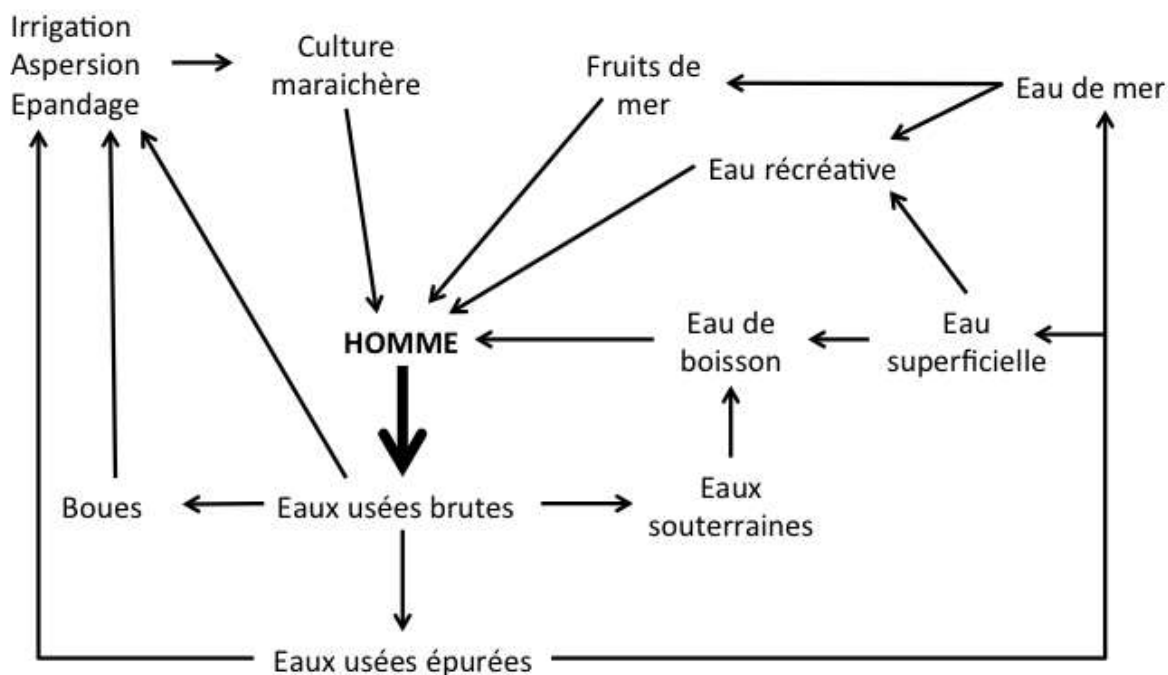 Irrigation
Aspersion
Epandage
Culture
maraichère
Fruits de
mer
Eau de mer
Eau récréative
HOMME
Eau de
boisson
Eau
superficielle
Boues
Eaux usées brutes
Eaux
souterraines
Eaux usées épurées